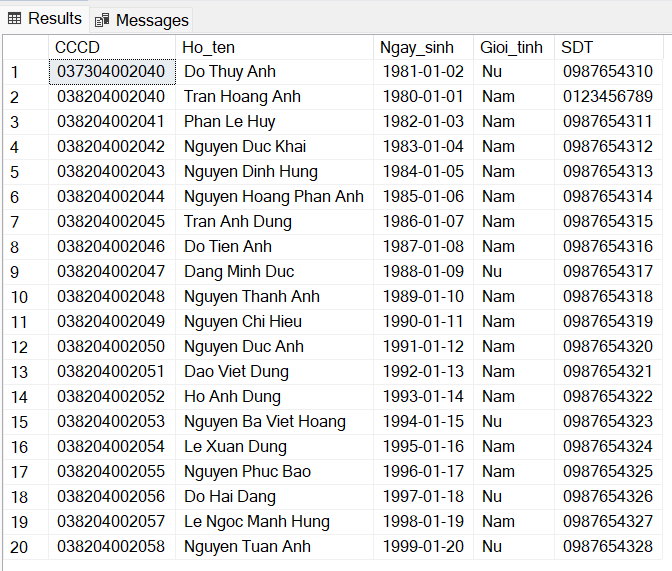 Results Messages
CCCD Ho_ten Ngay_sinh Gioi_tinh SDT
1 037304002040 Do Thuy Anh 1981-01-02 Nu 0987654310
2 038204002040 Tran Hoang Anh 1980-01-01 Nam 0123456789
3 038204002041 Phan Le Huy 1982-01-03 Nam 0987654311
4 038204002042 Nguyen Duc Khai 1983-01-04 Nam 0987654312
5 038204002043 Nguyen Dinh Hung 1984-01-05 Nam 0987654313
6 038204002044 Nguyen Hoang Phan Anh 1985-01-06 Nam 0987654314
7 038204002045 Tran Anh Dung 1986-01-07 Nam 0987654315
8 038204002046 Do Tien Anh 1987-01-08 Nam 0987654316
9 038204002047 Dang Minh Duc 1988-01-09 Nu 0987654317
10 038204002048 Nguyen Thanh Anh 1989-01-10 Nam 0987654318
11 038204002049 Nguyen Chi Hieu 1990-01-11 Nam 0987654319
12 038204002050 Nguyen Duc Anh 1991-01-12 Nam 0987654320
13 038204002051 Dao Viet Dung 1992-01-13 Nam 0987654321
14 038204002052 Ho Anh Dung 1993-01-14 Nam 0987654322
15 038204002053 Nguyen Ba Viet Hoang 1994-01-15 Nu 0987654323
16 038204002054 Le Xuan Dung 1995-01-16 Nam 0987654324
17 038204002055 Nguyen Phuc Bao 1996-01-17 Nam 0987654325
18 038204002056 Do Hai Dang 1997-01-18 Nu 0987654326
19 038204002057 Le Ngoc Manh Hung 1998-01-19 Nam 0987654327
20 038204002058 Nguyen Tuan Anh 1999-01-20 Nu 0987654328